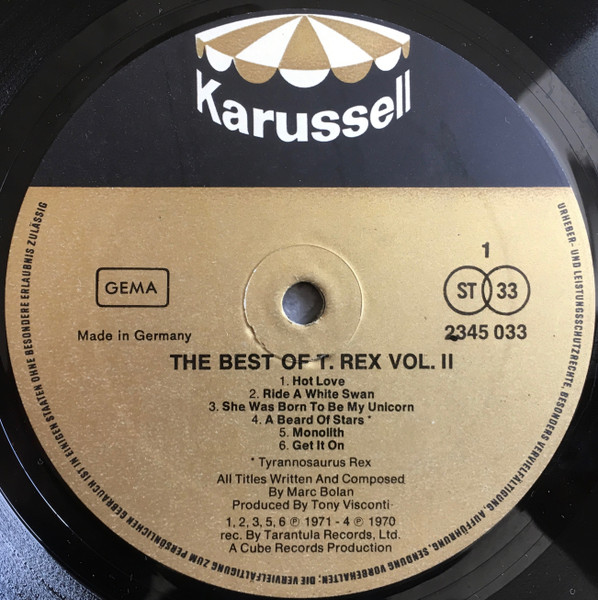 Karussell
GEMA
Made in Germany
1
ST 33
2345 033
THE BEST OF T. REX VOL. II
1. Hot Love
2. Ride A White Swan
3. She Was Born To Be My Unicorn
4. A Beard Of Stars *
5. Monolith
6. Get It On
* Tyrannosaurus Rex
All Titles Written And Composed
By Marc Bolan
Produced By Tony Visconti
1, 2, 3, 5, 6 ℗ 1971 - 4 ℗ 1970
rec. By Tarantula Records, Ltd.
A Cube Records Production
URHEBER- UND LEISTUNGSSCHUTZRECHTE, BESONDERS VERVIELFÄLTIGUNG, AUFFÜHRUNG, SENDUNG VORBEHALTEN; DIE VERVIELFÄLTIGUNG ZUM PERSÖNLICHEN GEBRAUCH IST IN EINIGEN STAATEN OHNE BESONDERE ERLAUBNIS ZULÄSSIG